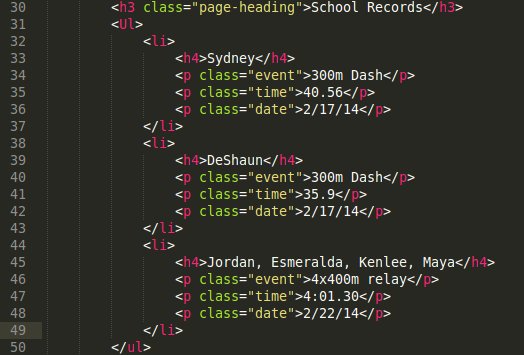 30 <h3 class="page-heading">School Records</h3>
31 <Ul>
32 <li>
33 <h4>Sydney</h4>
34 <p class="event">300m Dash</p>
35 <p class="time">40.56</p>
36 <p class="date">2/17/14</p>
37 </li>
38 <li>
39 <h4>DeShaun</h4>
40 <p class="event">300m Dash</p>
41 <p class="time">35.9</p>
42 <p class="date">2/17/14</p>
43 </li>
44 <li>
45 <h4>Jordan, Esmeralda, Kenlee, Maya</h4>
46 <p class="event">4x400m relay</p>
47 <p class="time">4:01.30</p>
48 <p class="date">2/22/14</p>
49 </li>
50 </ul>